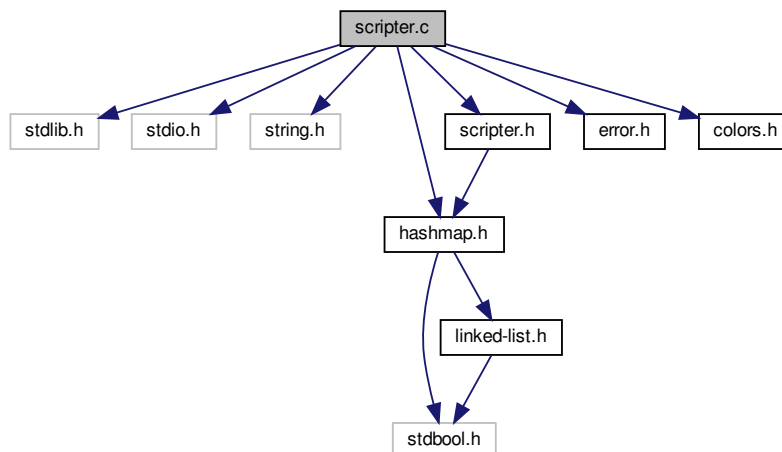 scripter.c
stdlib.h
stdio.h
string.h
scripter.h
error.h
colors.h
hashmap.h
linked-list.h
stdbool.h